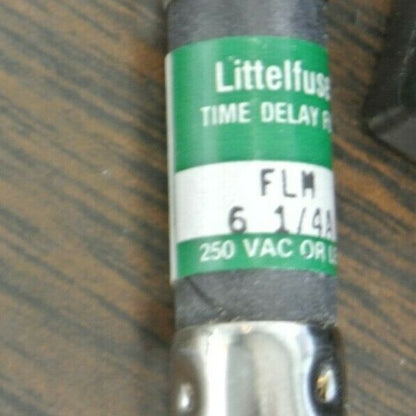 Littelfuse
TIME DELAY
FLM
6 1/4A
250 VAC OR